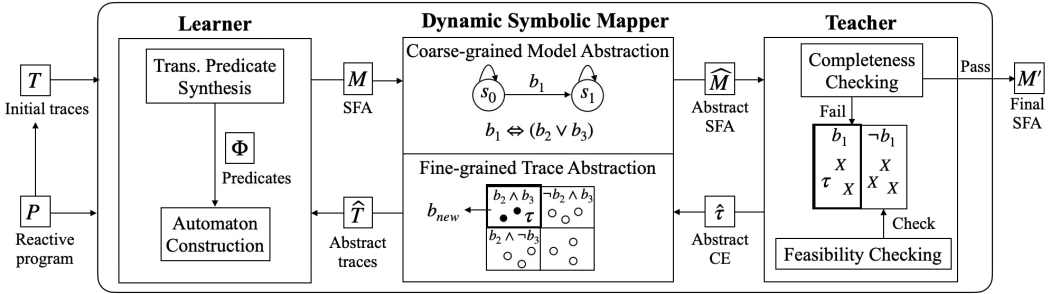 Learner
Dynamic Symbolic Mapper
Teacher
T
Initial traces
P
Reactive
program
Trans. Predicate
Synthesis
Φ
Predicates
Automaton
Construction
M
SFA
T̂
Abstract
traces
Coarse-grained Model Abstraction
s₀
b₁
s₁
b₁ ⇔ (b₂ ∨ b₃)
Fine-grained Trace Abstraction
b_new
b₂ ∧ b₃
¬b₂ ∧ b₃
τ
b₂ ∧ ¬b₃
M̂
Abstract
SFA
τ̂
Abstract
CE
Completeness
Checking
Fail
b₁
¬b₁
X
X
τ
X
X
X
Check
Feasibility Checking
Pass
M′
Final
SFA